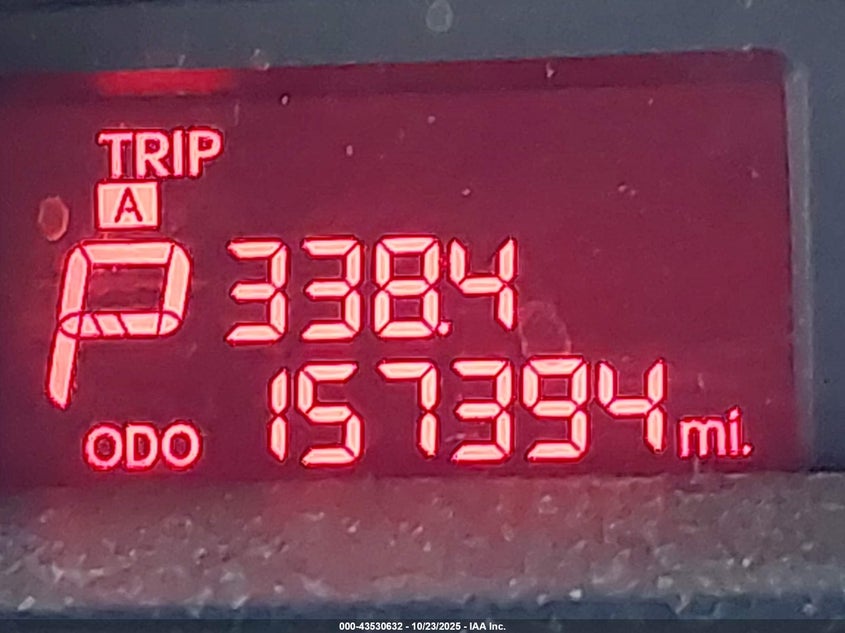 TRIP
A
P 338.4
ODO 157394 mi.
000-43530632 - 10/23/2025 - IAA Inc.